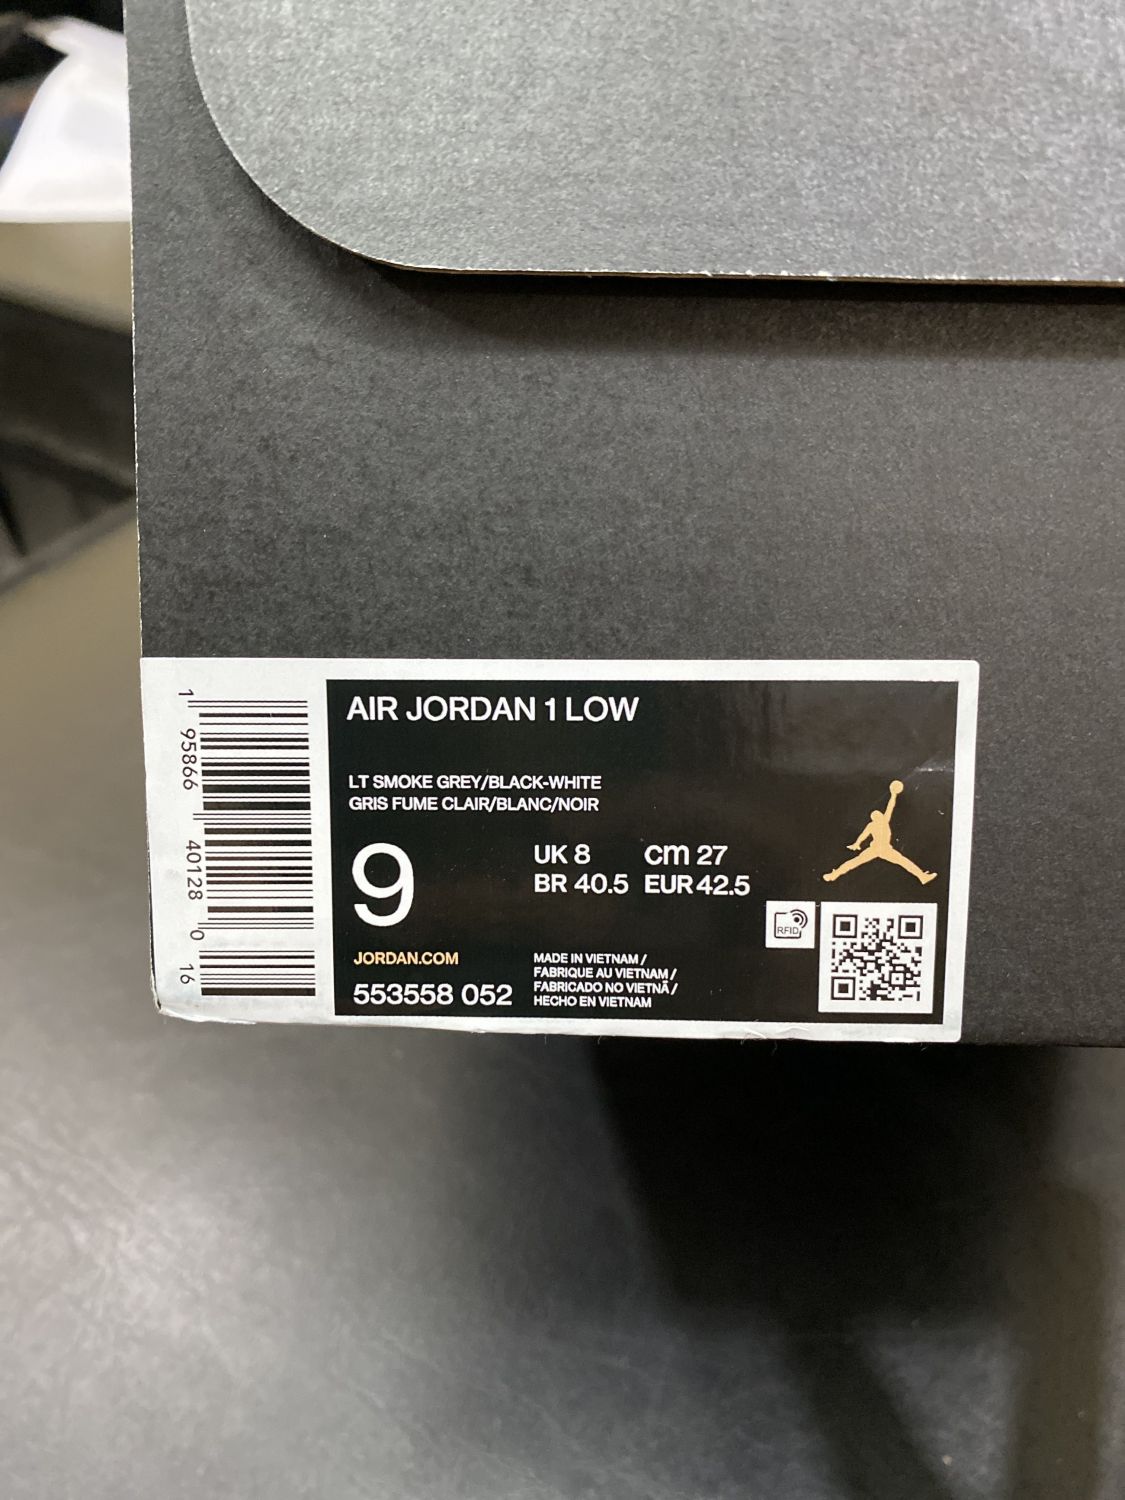 AIR JORDAN 1 LOW
LT SMOKE GREY/BLACK-WHITE
GRIS FUME CLAIR/BLANC/NOIR
9
UK 8 cm 27
BR 40.5 EUR 42.5
RFID
JORDAN.COM
553558 052
MADE IN VIETNAM /
FABRIQUE AU VIETNAM /
FABRICADO NO VIETNÃ /
HECHO EN VIETNAM
1 95866 40128 0 16